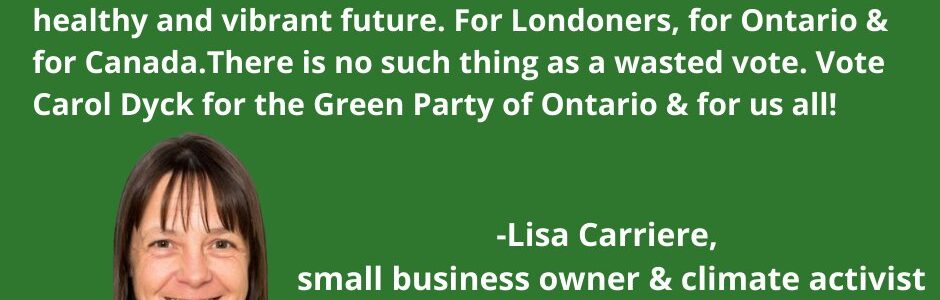 healthy and vibrant future. For Londoners, for Ontario &
for Canada.There is no such thing as a wasted vote. Vote
Carol Dyck for the Green Party of Ontario & for us all!
-Lisa Carriere,
small business owner & climate activist